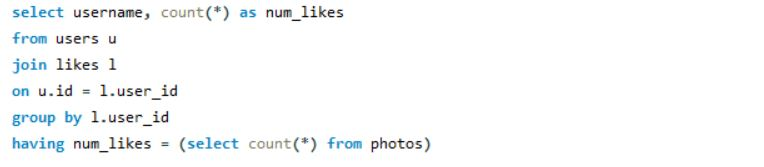 select username, count(*) as num_likes
from users u
join likes l
on u.id = l.user_id
group by l.user_id
having num_likes = (select count(*) from photos)